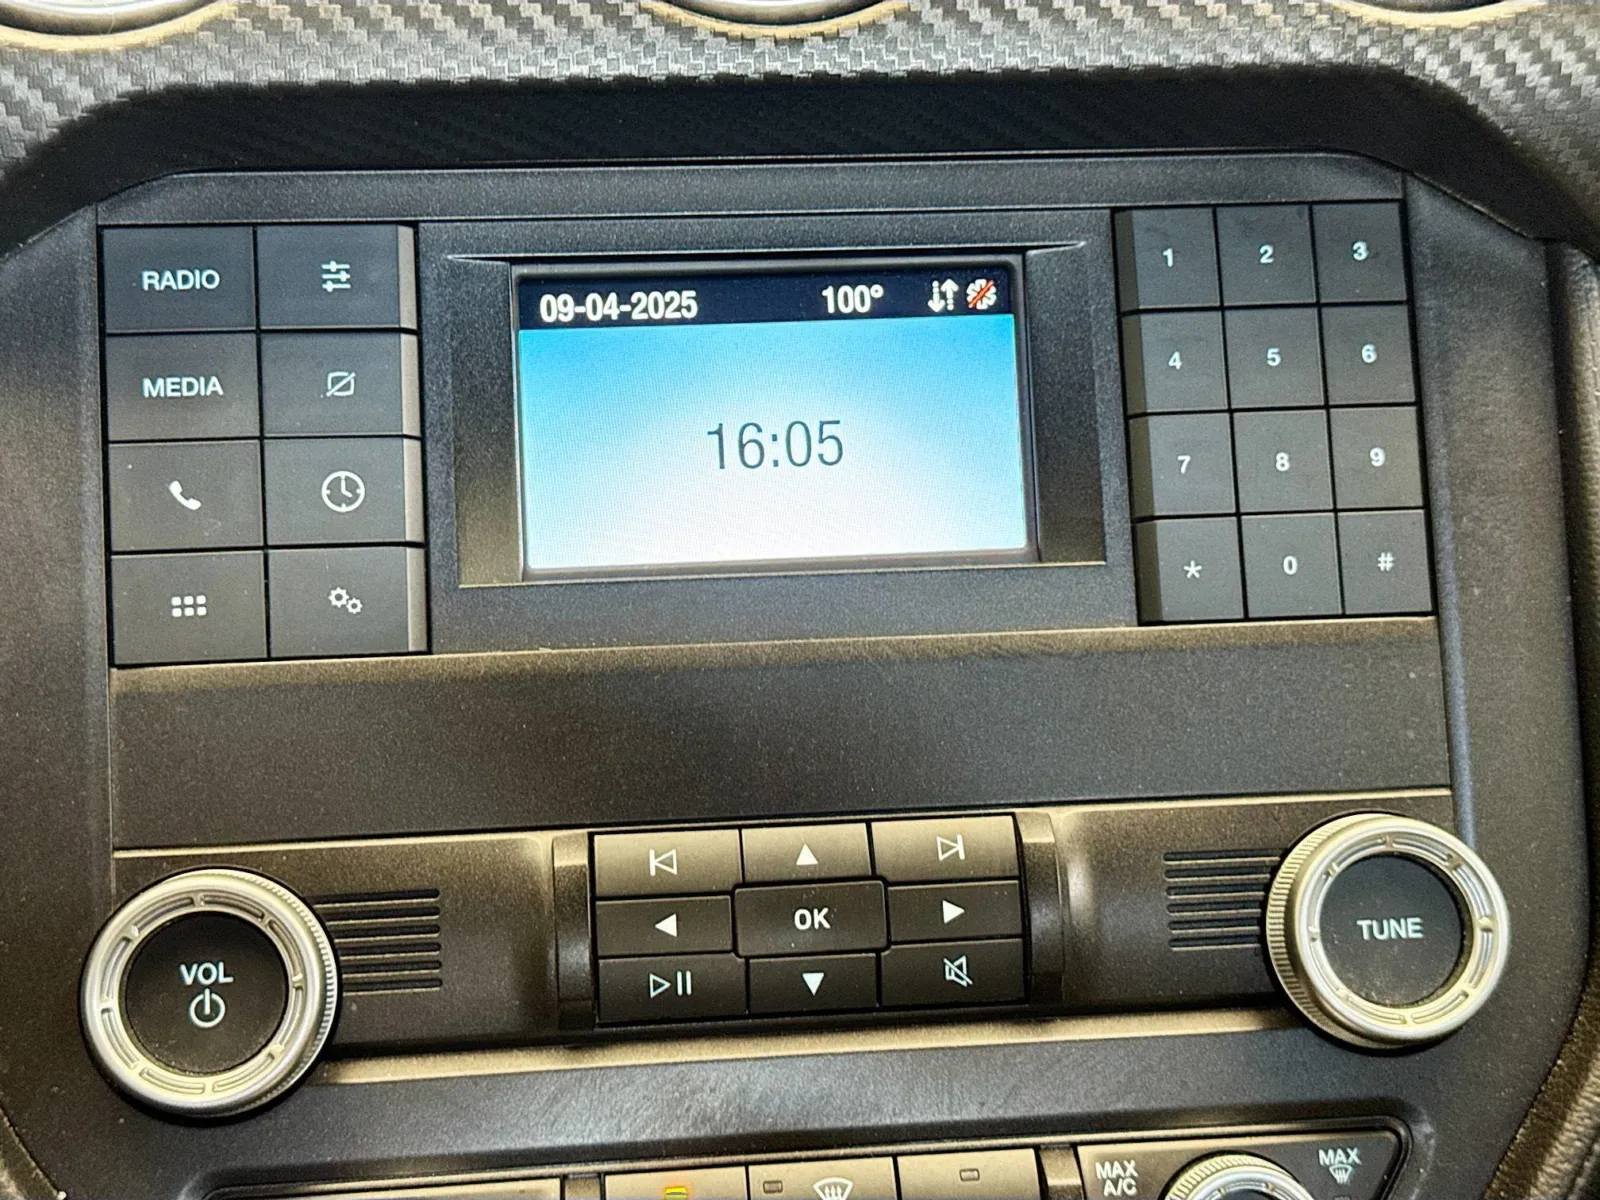 RADIO
MEDIA
09-04-2025 100°
16:05
1 2 3
4 5 6
7 8 9
* 0 #
OK
VOL
TUNE
MAX
A/C
MAX